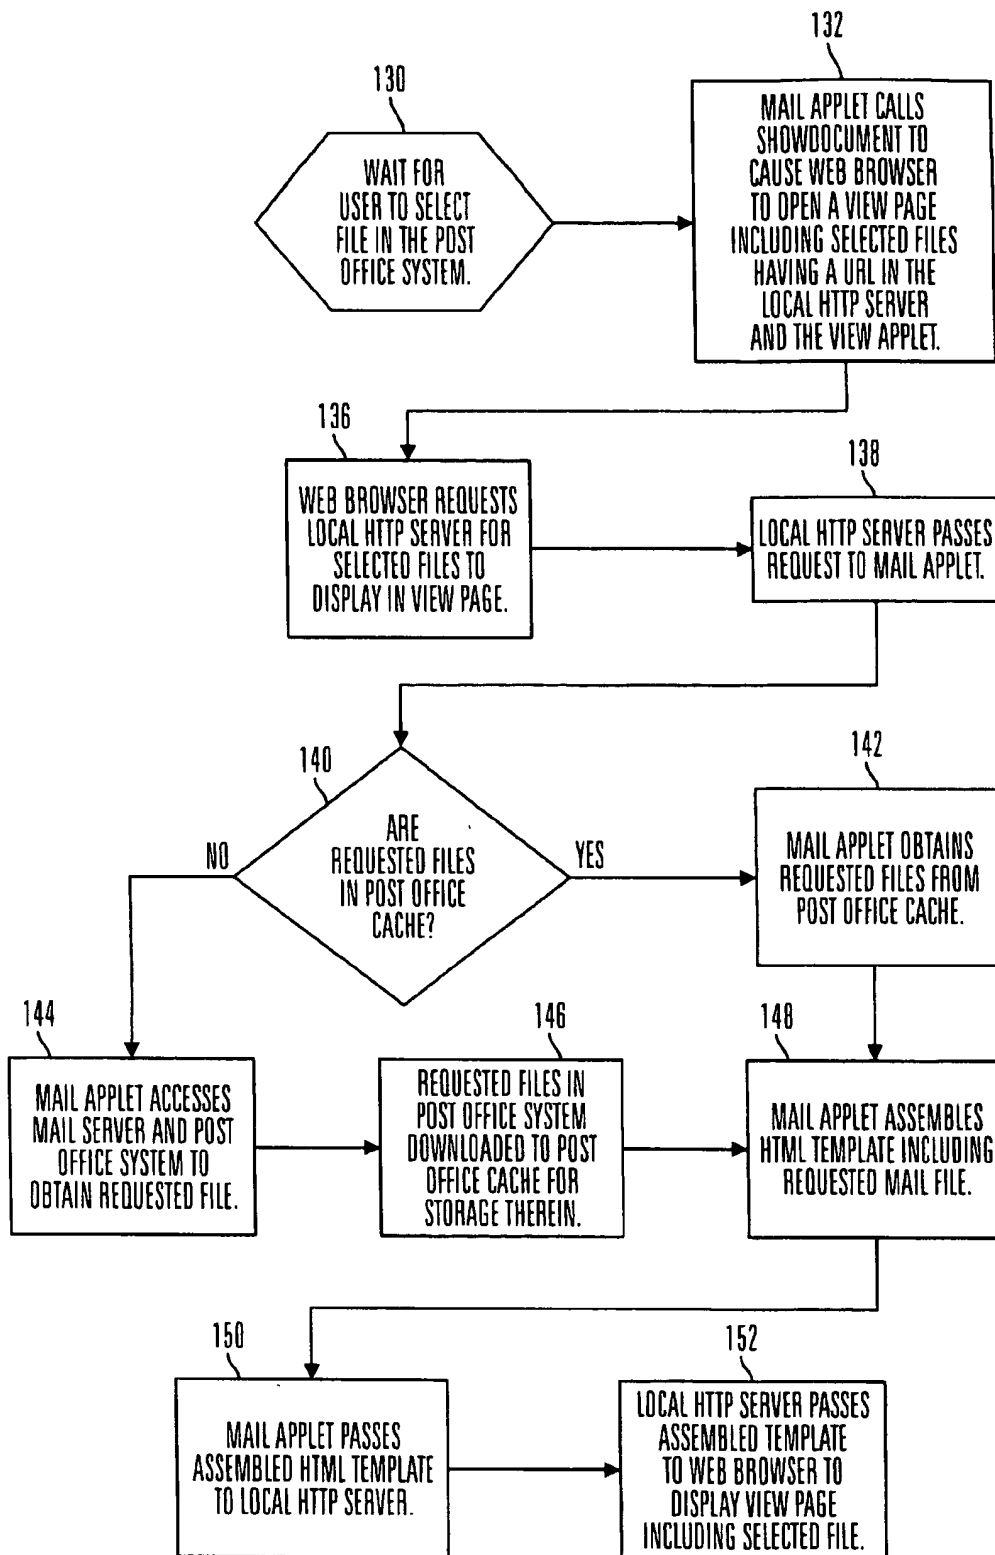 130
WAIT FOR
USER TO SELECT
FILE IN THE POST
OFFICE SYSTEM.
132
MAIL APPLET CALLS
SHOWDOCUMENT TO
CAUSE WEB BROWSER
TO OPEN A VIEW PAGE
INCLUDING SELECTED FILES
HAVING A URL IN THE
LOCAL HTTP SERVER
AND THE VIEW APPLET.
136
WEB BROWSER REQUESTS
LOCAL HTTP SERVER FOR
SELECTED FILES TO
DISPLAY IN VIEW PAGE.
138
LOCAL HTTP SERVER PASSES
REQUEST TO MAIL APPLET.
140
ARE
REQUESTED FILES
IN POST OFFICE
CACHE?
NO
YES
142
MAIL APPLET OBTAINS
REQUESTED FILES FROM
POST OFFICE CACHE.
144
MAIL APPLET ACCESSES
MAIL SERVER AND POST
OFFICE SYSTEM TO
OBTAIN REQUESTED FILE.
146
REQUESTED FILES IN
POST OFFICE SYSTEM
DOWNLOADED TO POST
OFFICE CACHE FOR
STORAGE THEREIN.
148
MAIL APPLET ASSEMBLES
HTML TEMPLATE INCLUDING
REQUESTED MAIL FILE.
150
MAIL APPLET PASSES
ASSEMBLED HTML TEMPLATE
TO LOCAL HTTP SERVER.
152
LOCAL HTTP SERVER PASSES
ASSEMBLED TEMPLATE
TO WEB BROWSER TO
DISPLAY VIEW PAGE
INCLUDING SELECTED FILE.